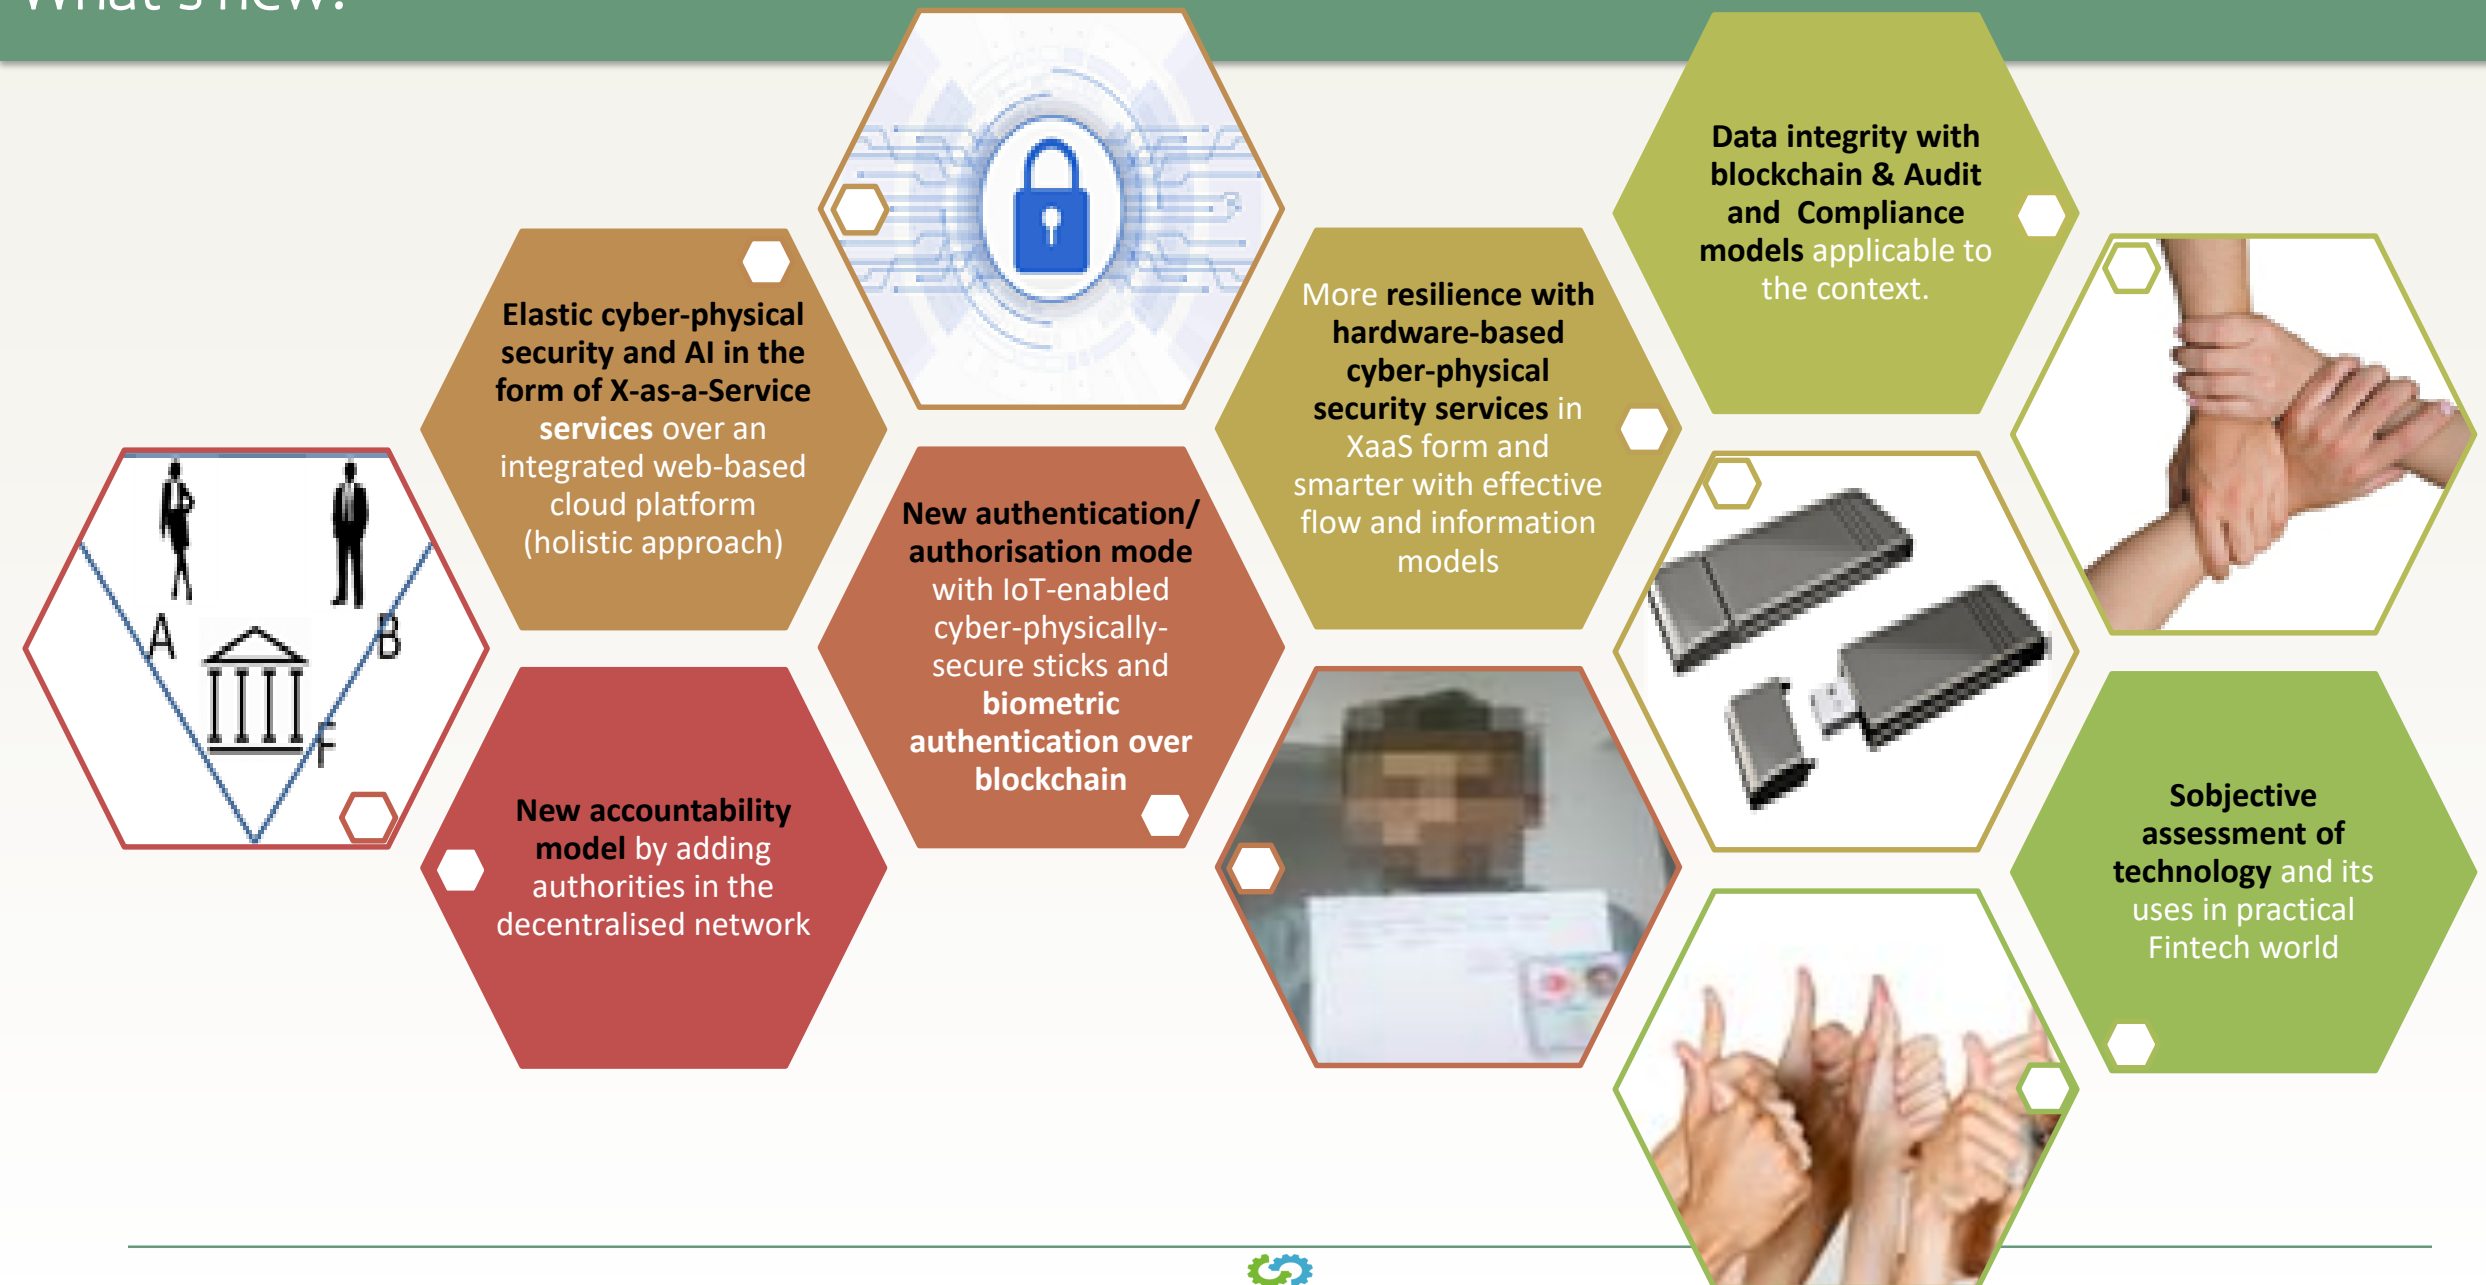 What's new?
Elastic cyber-physical
security and AI in the
form of X-as-a-Service
services over an
integrated web-based
cloud platform
(holistic approach)
A
B
F
New accountability
model by adding
authorities in the
decentralised network
New authentication/
authorisation mode
with IoT-enabled
cyber-physically-
secure sticks and
biometric
authentication over
blockchain
More resilience with
hardware-based
cyber-physical
security services in
XaaS form and
smarter with effective
flow and information
models
Data integrity with
blockchain & Audit
and  Compliance
models applicable to
the context.
Sobjective
assessment of
technology and its
uses in practical
Fintech world